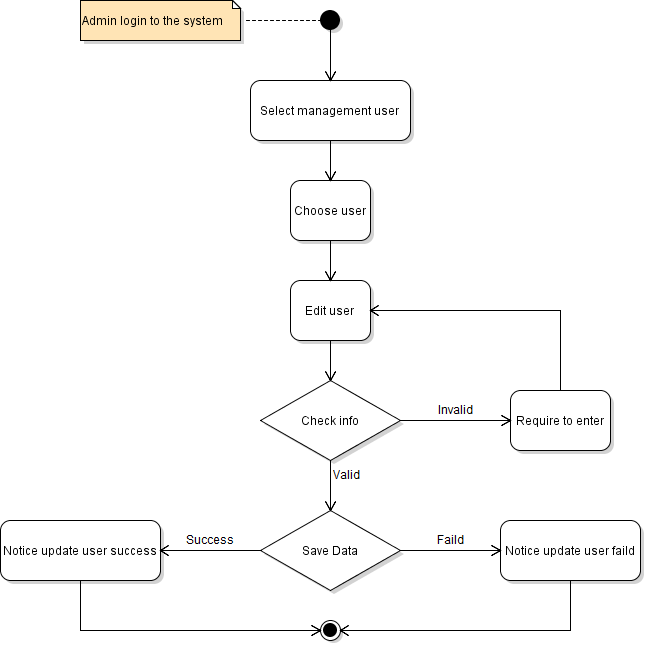 Admin login to the system
Select management user
Choose user
Edit user
Check info
Invalid
Require to enter
Valid
Notice update user success
Success
Save Data
Faild
Notice update user faild